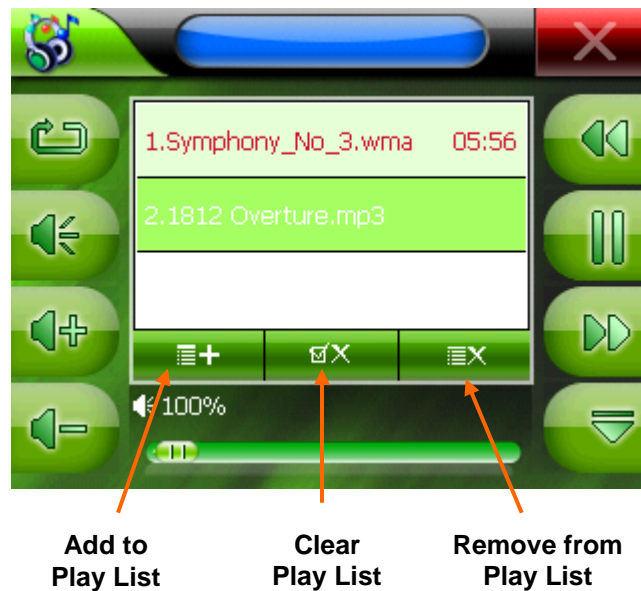 1.Symphony_No_3.wma 05:56
2.1812 Overture.mp3
100%
Add to
Play List
Clear
Play List
Remove from
Play List